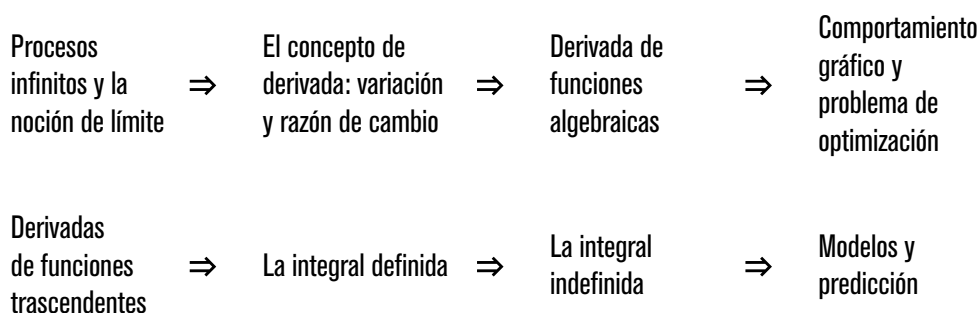 Procesos
infinitos y la
noción de límite
⇒
El concepto de
derivada: variación
y razón de cambio
⇒
Derivada de
funciones
algebraicas
⇒
Comportamiento
gráfico y
problema de
optimización
Derivadas
de funciones
trascendentes
⇒
La integral definida
⇒
La integral
indefinida
⇒
Modelos y
predicción